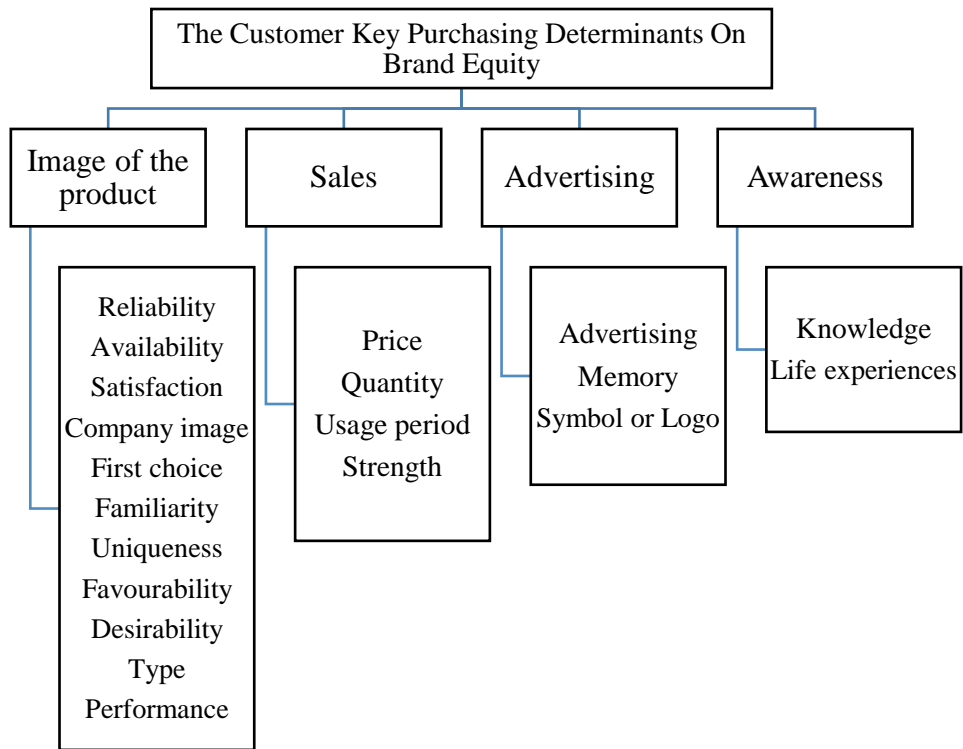 The Customer Key Purchasing Determinants On
Brand Equity
Image of the
product
Sales
Advertising
Awareness
Reliability
Availability
Satisfaction
Company image
First choice
Familiarity
Uniqueness
Favourability
Desirability
Type
Performance
Price
Quantity
Usage period
Strength
Advertising
Memory
Symbol or Logo
Knowledge
Life experiences